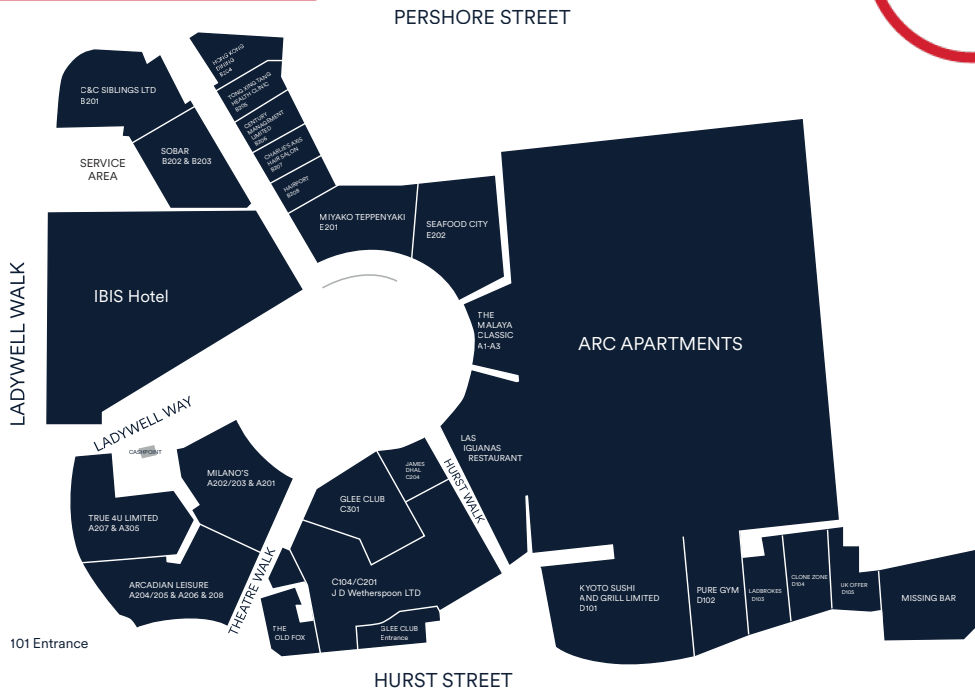 PERSHORE STREET
HONG KONG
DINING
B204
C&C SIBLINGS LTD
B201
TONG XING TANG
HEALTH CLINIC
B205
CENTURY
MANAGEMENT
LIMITED
B206
SOBAR
B202 & B203
CHARLIE'S AXIS
HAIR SALON
B207
SERVICE
AREA
HAIRPORT
B208
MIYAKO TEPPENYAKI
E201
SEAFOOD CITY
E202
LADYWELL WALK
IBIS Hotel
THE
MALAYA
CLASSIC
A1-A3
ARC APARTMENTS
LADYWELL WAY
CASHPOINT
LAS
IGUANAS
RESTAURANT
MILANO'S
A202/203 & A201
JAMES
DHAL
C204
HURST WALK
GLEE CLUB
C301
TRUE 4U LIMITED
A207 & A305
ARCADIAN LEISURE
A204/205 & A206 & 208
THEATRE WALK
C104/C201
J D Wetherspoon LTD
KYOTO SUSHI
AND GRILL LIMITED
D101
PURE GYM
D102
LADBROKES
D103
CLONE ZONE
D104
UK OFFER
D105
MISSING BAR
THE
OLD FOX
GLEE CLUB
Entrance
101 Entrance
HURST STREET